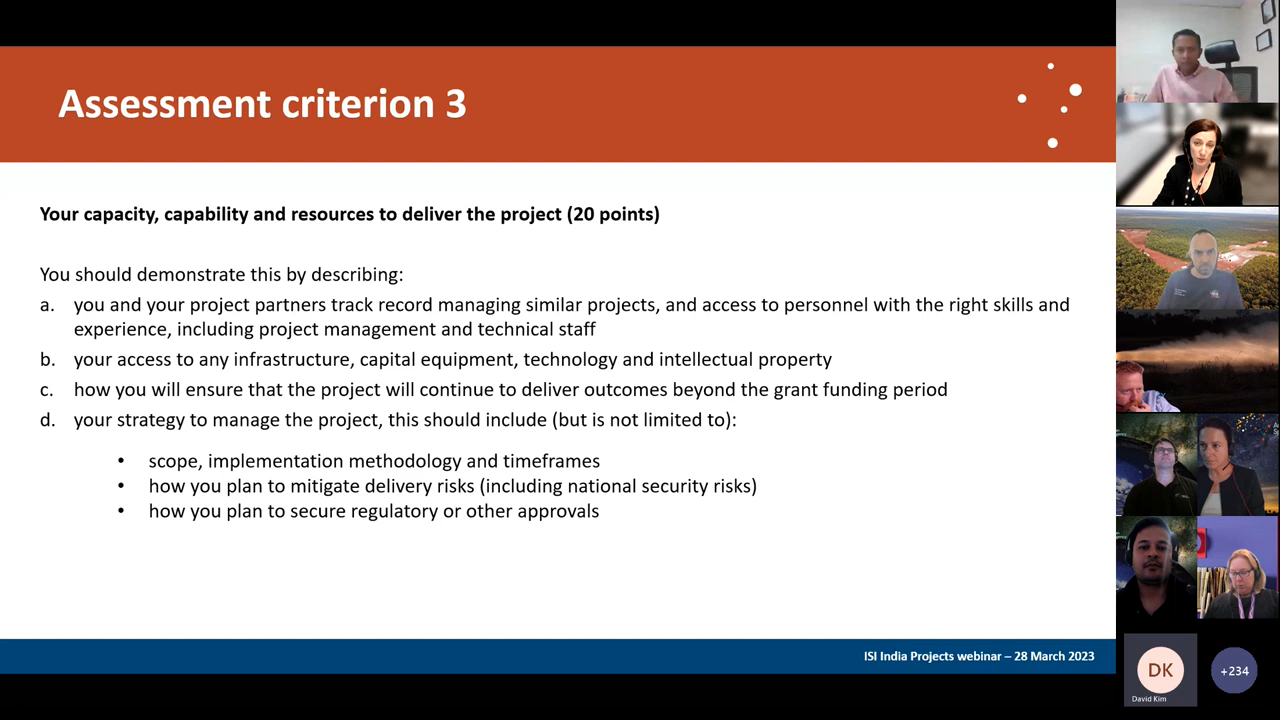 Assessment criterion 3
Your capacity, capability and resources to deliver the project (20 points)
You should demonstrate this by describing:
a. you and your project partners track record managing similar projects, and access to personnel with the right skills and
experience, including project management and technical staff
b. your access to any infrastructure, capital equipment, technology and intellectual property
c. how you will ensure that the project will continue to deliver outcomes beyond the grant funding period
d. your strategy to manage the project, this should include (but is not limited to):
• scope, implementation methodology and timeframes
• how you plan to mitigate delivery risks (including national security risks)
• how you plan to secure regulatory or other approvals
ISI India Projects webinar – 28 March 2023
DK
David Kim
+234